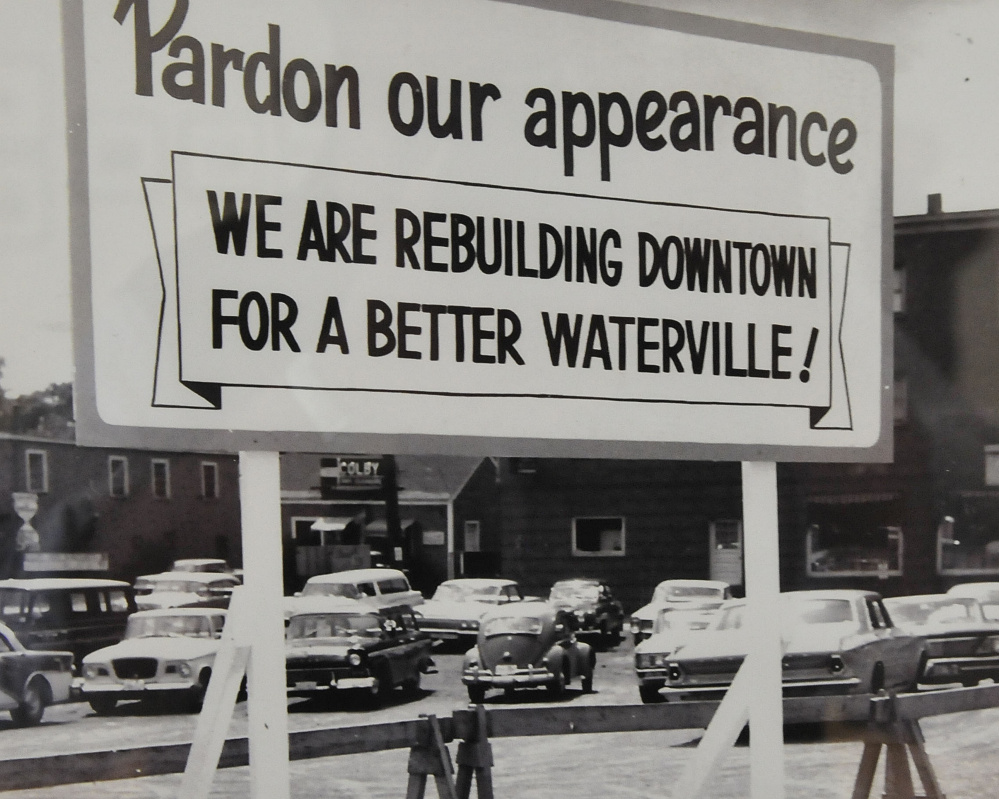 Pardon our appearance
WE ARE REBUILDING DOWNTOWN
FOR A BETTER WATERVILLE!
COLBY